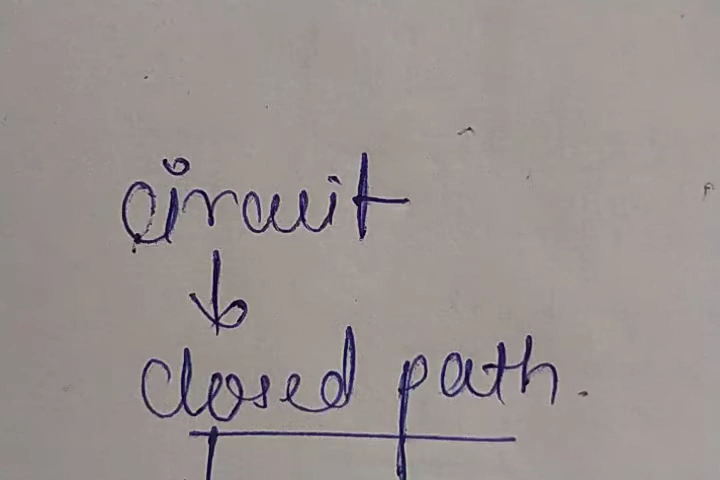 circuit
↓
closed path.